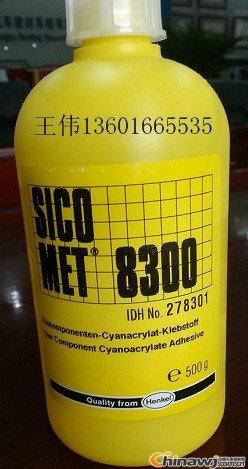 王伟13601665535
SICO
MET® 8300
IDH No. 278301
Einkomponenten-Cyanacrylat-Klebstoff
One Component Cyanoacrylate Adhesive
℮ 500 g
Quality from Henkel
Chinawj